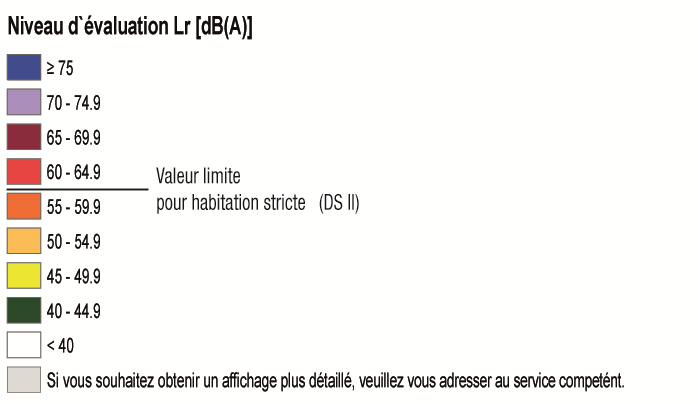 Niveau d`évaluation Lr [dB(A)]
≥ 75
70 - 74.9
65 - 69.9
60 - 64.9
Valeur limite
pour habitation stricte (DS II)
55 - 59.9
50 - 54.9
45 - 49.9
40 - 44.9
< 40
Si vous souhaitez obtenir un affichage plus détaillé, veuillez vous adresser au service competént.